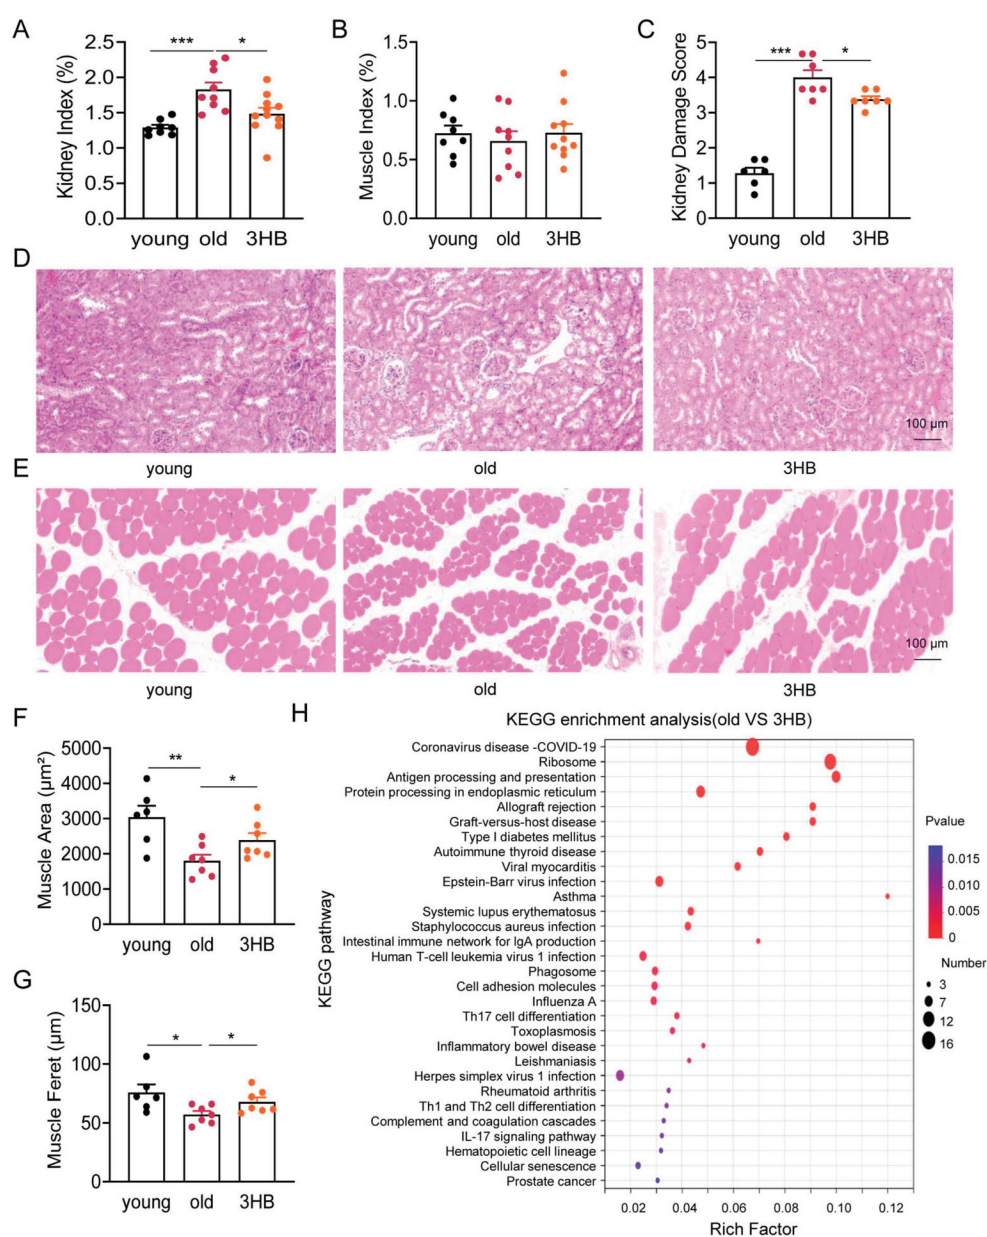 A
Kidney Index (%)
2.5
2.0
1.5
1.0
0.5
0.0
***
*
young old 3HB
B
Muscle Index (%)
1.5
1.0
0.5
0.0
young old 3HB
C
Kidney Damage Score
5
4
3
2
1
0
***
*
young old 3HB
D
100 µm
young old 3HB
E
100 µm
young old 3HB
F
Muscle Area (µm²)
5000
4000
3000
2000
1000
0
**
*
young old 3HB
G
Muscle Feret (µm)
150
100
50
0
*
*
young old 3HB
H
KEGG enrichment analysis(old VS 3HB)
KEGG pathway
Coronavirus disease -COVID-19
Ribosome
Antigen processing and presentation
Protein processing in endoplasmic reticulum
Allograft rejection
Graft-versus-host disease
Type I diabetes mellitus
Autoimmune thyroid disease
Viral myocarditis
Epstein-Barr virus infection
Asthma
Systemic lupus erythematosus
Staphylococcus aureus infection
Intestinal immune network for IgA production
Human T-cell leukemia virus 1 infection
Phagosome
Cell adhesion molecules
Influenza A
Th17 cell differentiation
Toxoplasmosis
Inflammatory bowel disease
Leishmaniasis
Herpes simplex virus 1 infection
Rheumatoid arthritis
Th1 and Th2 cell differentiation
Complement and coagulation cascades
IL-17 signaling pathway
Hematopoietic cell lineage
Cellular senescence
Prostate cancer
0.02 0.04 0.06 0.08 0.10 0.12
Rich Factor
Pvalue
0.015
0.010
0.005
0
Number
3
7
12
16